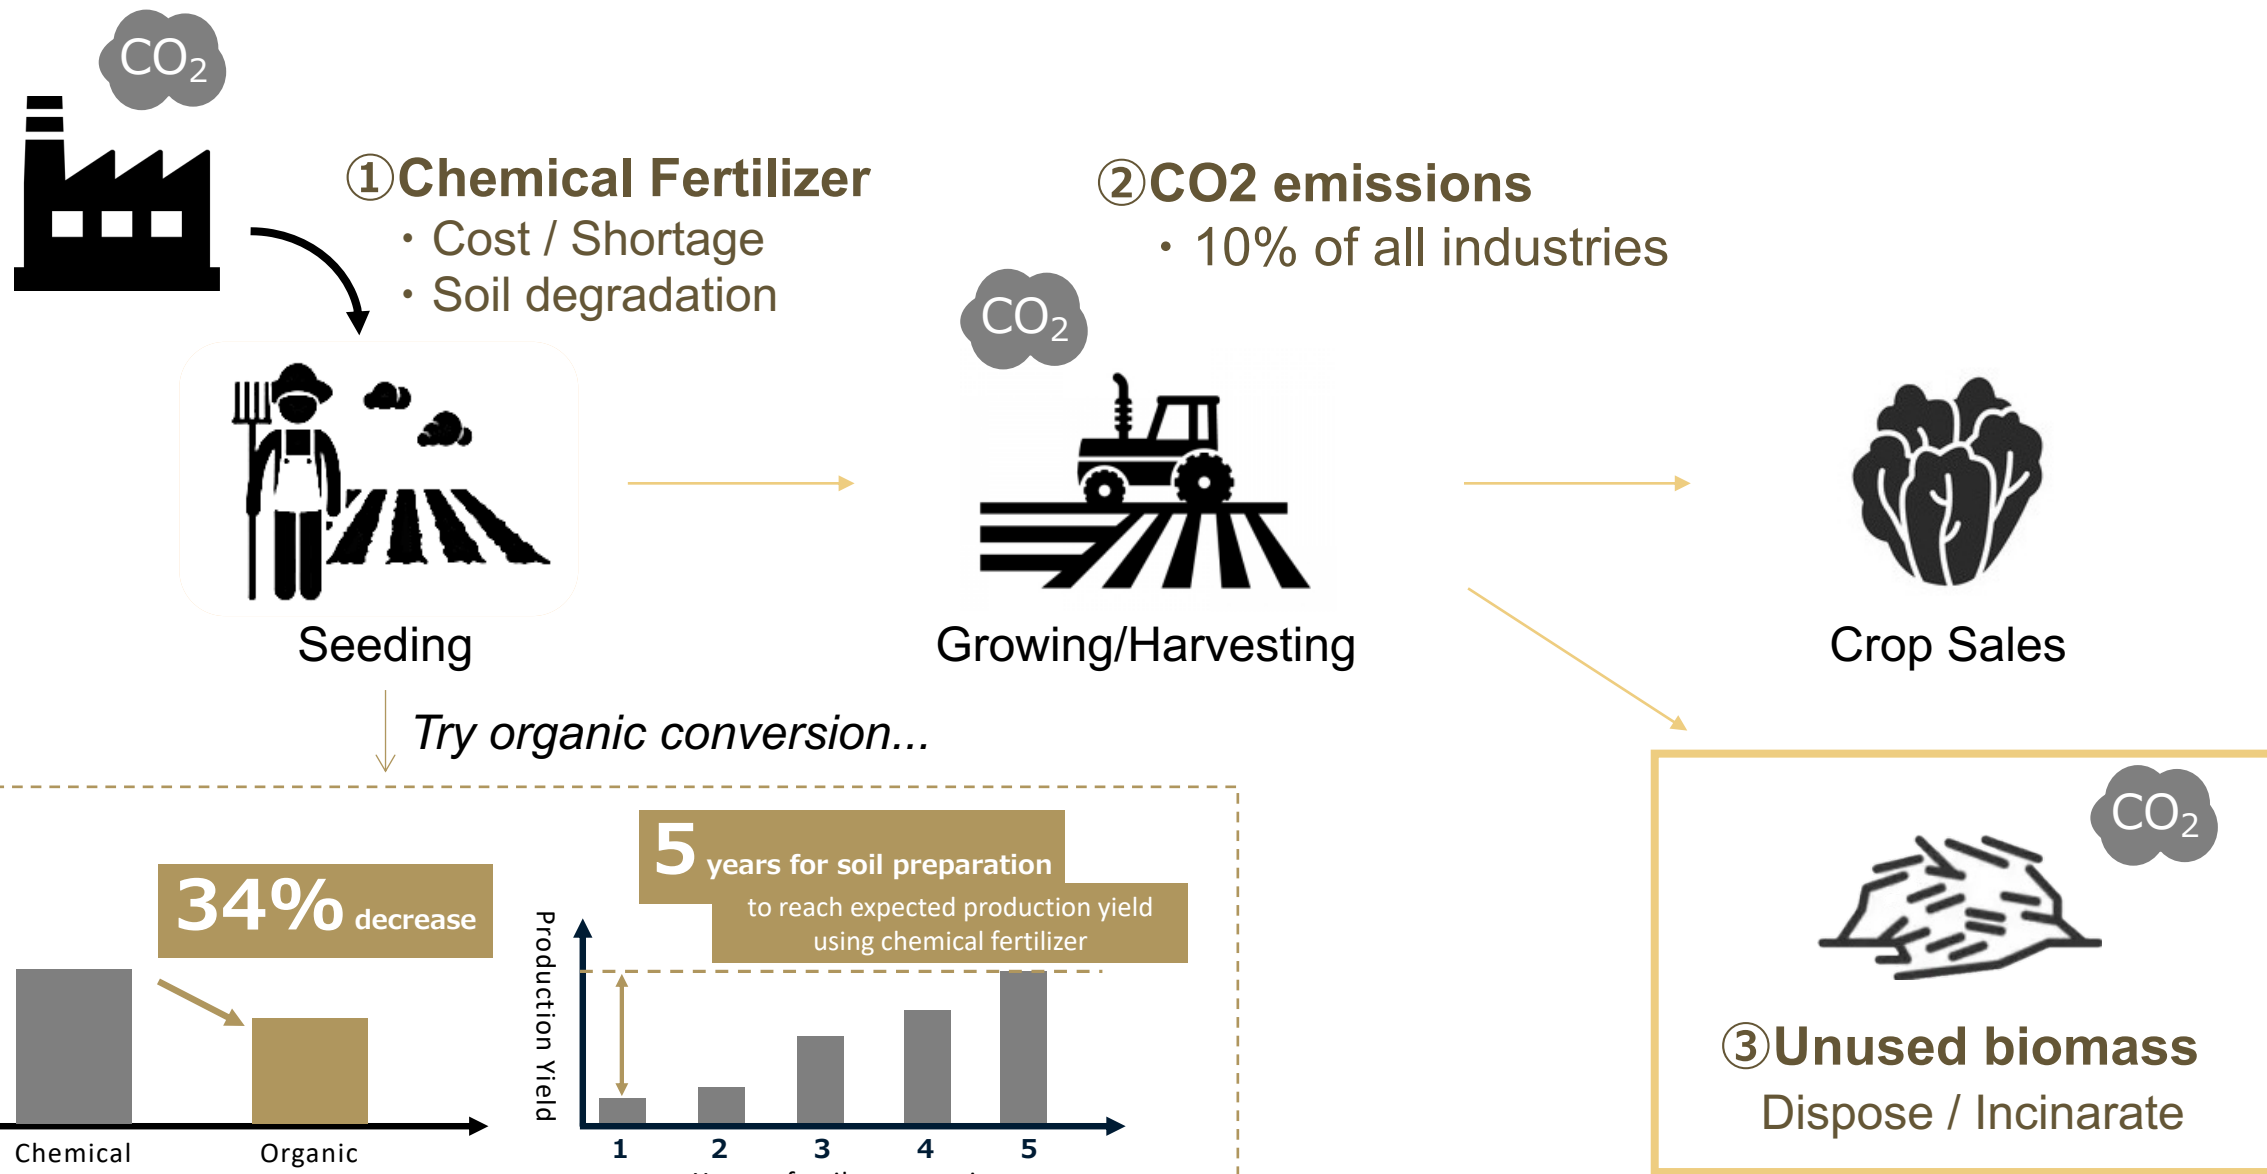 CO₂
①Chemical Fertilizer
・Cost / Shortage
・Soil degradation
②CO2 emissions
・10% of all industries
CO₂
Seeding
Growing/Harvesting
Crop Sales
Try organic conversion...
34% decrease
Chemical
Organic
5 years for soil preparation
to reach expected production yield
using chemical fertilizer
Production Yield
1 2 3 4 5
CO₂
③Unused biomass
Dispose / Incinarate